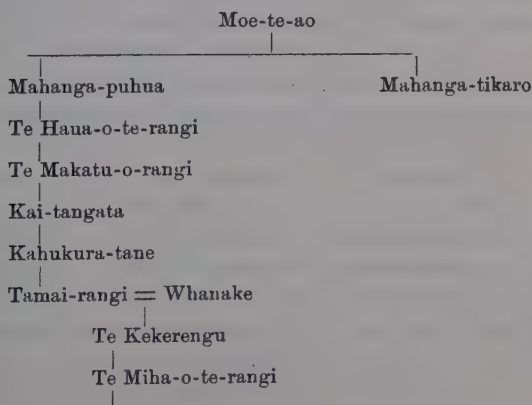 Moe-te-ao
Mahanga-puhua Mahanga-tikaro
Te Haua-o-te-rangi
Te Makatu-o-rangi
Kai-tangata
Kahukura-tane
Tamai-rangi = Whanake
Te Kekerengu
Te Miha-o-te-rangi